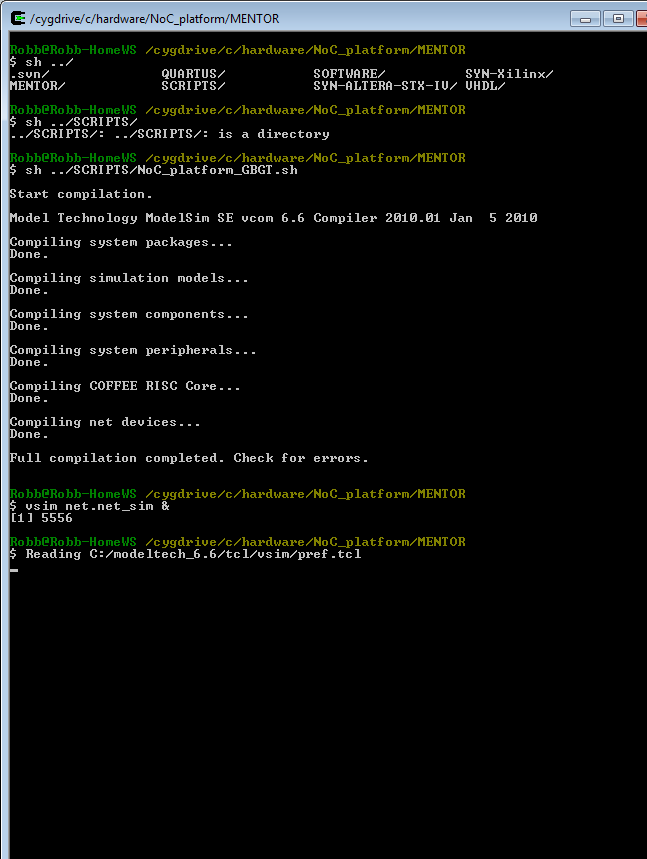 /cygdrive/c/hardware/NoC_platform/MENTOR
Robb@Robb-HomeWS /cygdrive/c/hardware/NoC_platform/MENTOR
$ sh ../
.svn/ QUARTUS/ SOFTWARE/ SYN-Xilinx/
MENTOR/ SCRIPTS/ SYN-ALTERA-STX-IV/ VHDL/
Robb@Robb-HomeWS /cygdrive/c/hardware/NoC_platform/MENTOR
$ sh ../SCRIPTS/
../SCRIPTS/: ../SCRIPTS/: is a directory
Robb@Robb-HomeWS /cygdrive/c/hardware/NoC_platform/MENTOR
$ sh ../SCRIPTS/NoC_platform_GBGT.sh
Start compilation.
Model Technology ModelSim SE vcom 6.6 Compiler 2010.01 Jan  5 2010
Compiling system packages...
Done.
Compiling simulation models...
Done.
Compiling system components...
Done.
Compiling system peripherals...
Done.
Compiling COFFEE RISC Core...
Done.
Compiling net devices...
Done.
Full compilation completed. Check for errors.
Robb@Robb-HomeWS /cygdrive/c/hardware/NoC_platform/MENTOR
$ vsim net.net_sim &
[1] 5556
Robb@Robb-HomeWS /cygdrive/c/hardware/NoC_platform/MENTOR
$ Reading C:/modeltech_6.6/tcl/vsim/pref.tcl